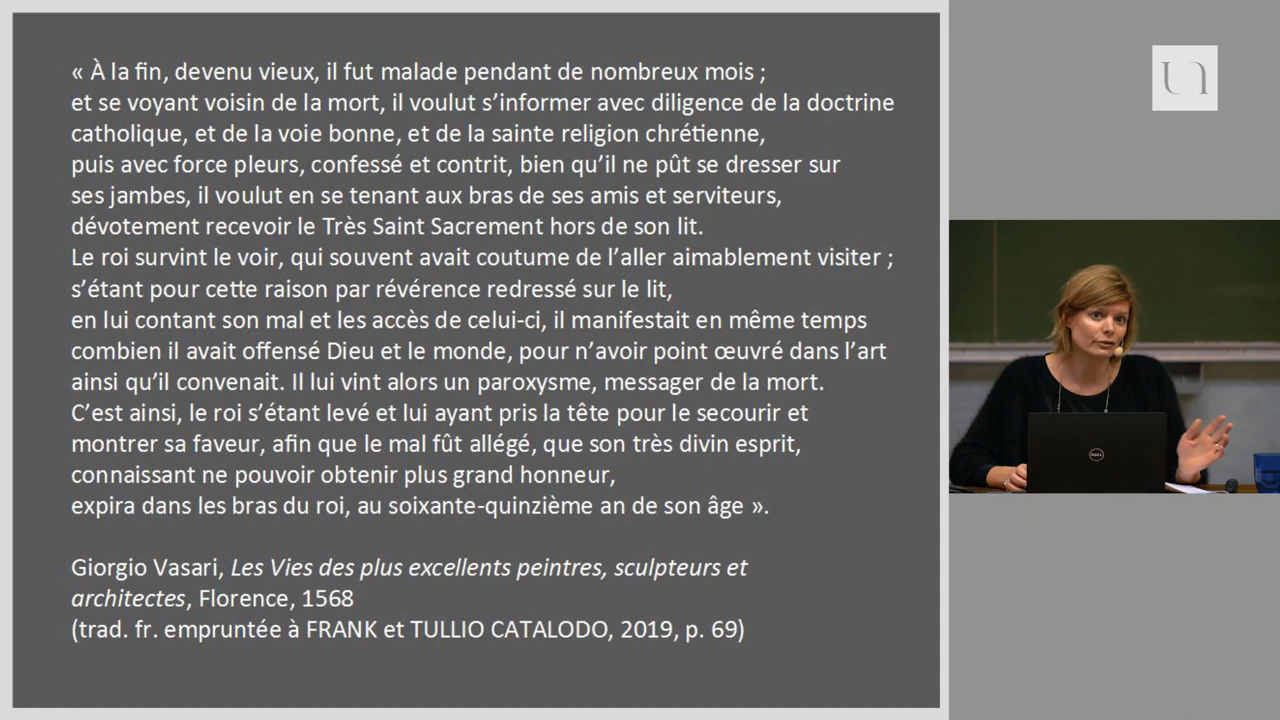 « À la fin, devenu vieux, il fut malade pendant de nombreux mois ;
et se voyant voisin de la mort, il voulut s’informer avec diligence de la doctrine
catholique, et de la voie bonne, et de la sainte religion chrétienne,
puis avec force pleurs, confessé et contrit, bien qu’il ne pût se dresser sur
ses jambes, il voulut en se tenant aux bras de ses amis et serviteurs,
dévotement recevoir le Très Saint Sacrement hors de son lit.
Le roi survint le voir, qui souvent avait coutume de l’aller aimablement visiter ;
s’étant pour cette raison par révérence redressé sur le lit,
en lui contant son mal et les accès de celui-ci, il manifestait en même temps
combien il avait offensé Dieu et le monde, pour n’avoir point œuvré dans l’art
ainsi qu’il convenait. Il lui vint alors un paroxysme, messager de la mort.
C’est ainsi, le roi s’étant levé et lui ayant pris la tête pour le secourir et
montrer sa faveur, afin que le mal fût allégé, que son très divin esprit,
connaissant ne pouvoir obtenir plus grand honneur,
expira dans les bras du roi, au soixante-quinzième an de son âge ».
Giorgio Vasari, Les Vies des plus excellents peintres, sculpteurs et
architectes, Florence, 1568
(trad. fr. empruntée à FRANK et TULLIO CATALODO, 2019, p. 69)
un
DELL